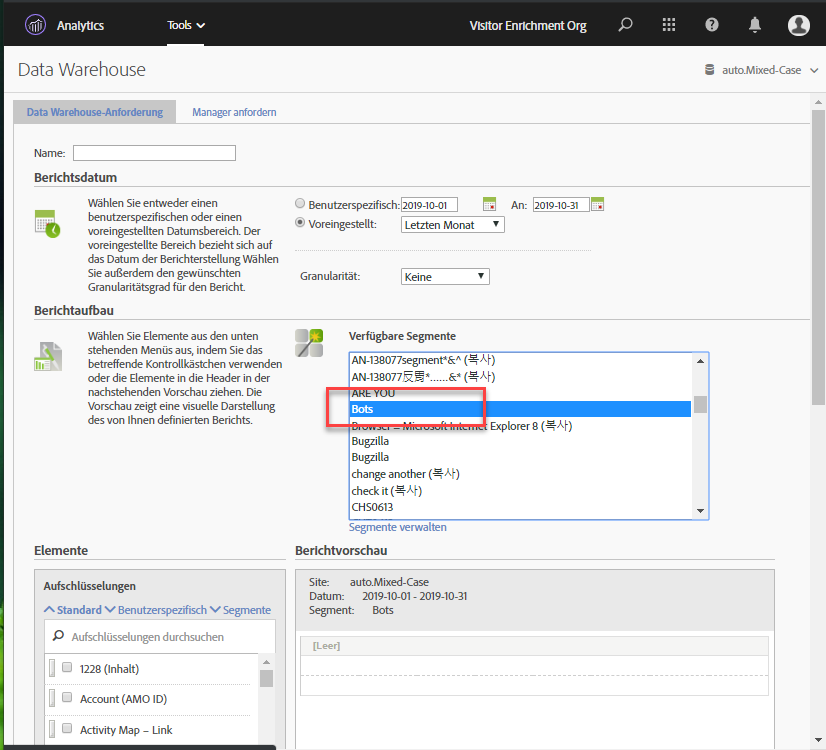 Analytics
Tools
Visitor Enrichment Org
Data Warehouse
auto.Mixed-Case
Data Warehouse-Anforderung
Manager anfordern
Name:
Berichtsdatum
Wählen Sie entweder einen
benutzerspezifischen oder einen
voreingestellten Datumsbereich. Der
voreingestellte Bereich bezieht sich auf
das Datum der Berichterstellung Wählen
Sie außerdem den gewünschten
Granularitätsgrad für den Bericht.
Benutzerspezifisch: 2019-10-01 An: 2019-10-31
Voreingestellt: Letzten Monat
Granularität: Keine
Berichtaufbau
Wählen Sie Elemente aus den unten
stehenden Menüs aus, indem Sie das
betreffende Kontrollkästchen verwenden
oder die Elemente in die Header in der
nachstehenden Vorschau ziehen. Die
Vorschau zeigt eine visuelle Darstellung
des von Ihnen definierten Berichts.
Verfügbare Segmente
AN-138077segment*&^ (복사)
AN-138077反胃*......&* (복사)
ARE YOU
Bots
Browser = Microsoft Internet Explorer 8 (복사)
Bugzilla
Bugzilla
change another (복사)
check it (복사)
CHS0613
Segmente verwalten
Elemente
Aufschlüsselungen
Standard Benutzerspezifisch Segmente
Aufschlüsselungen durchsuchen
1228 (Inhalt)
Account (AMO ID)
Activity Map – Link
Berichtvorschau
Site: auto.Mixed-Case
Datum: 2019-10-01 - 2019-10-31
Segment: Bots
[Leer]